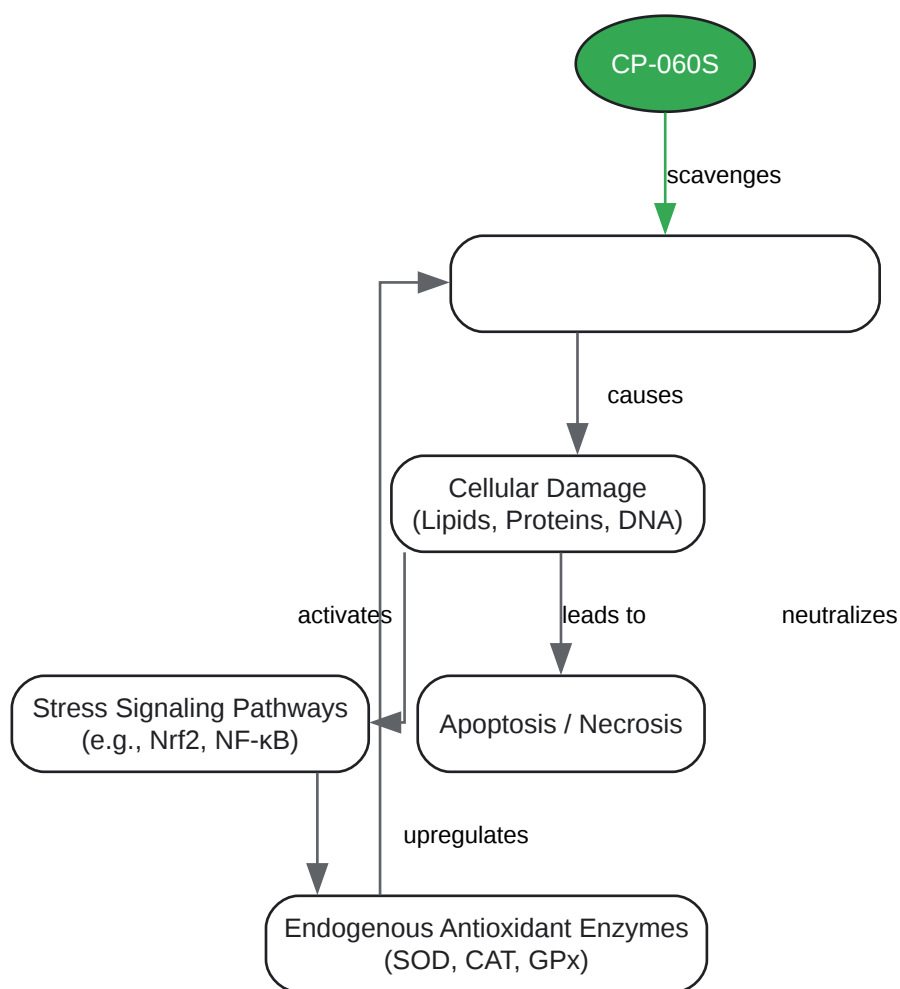 CP-060S
scavenges
causes
Cellular Damage
(Lipids, Proteins, DNA)
activates
leads to
neutralizes
Stress Signaling Pathways
(e.g., Nrf2, NF-κB)
Apoptosis / Necrosis
upregulates
Endogenous Antioxidant Enzymes
(SOD, CAT, GPx)